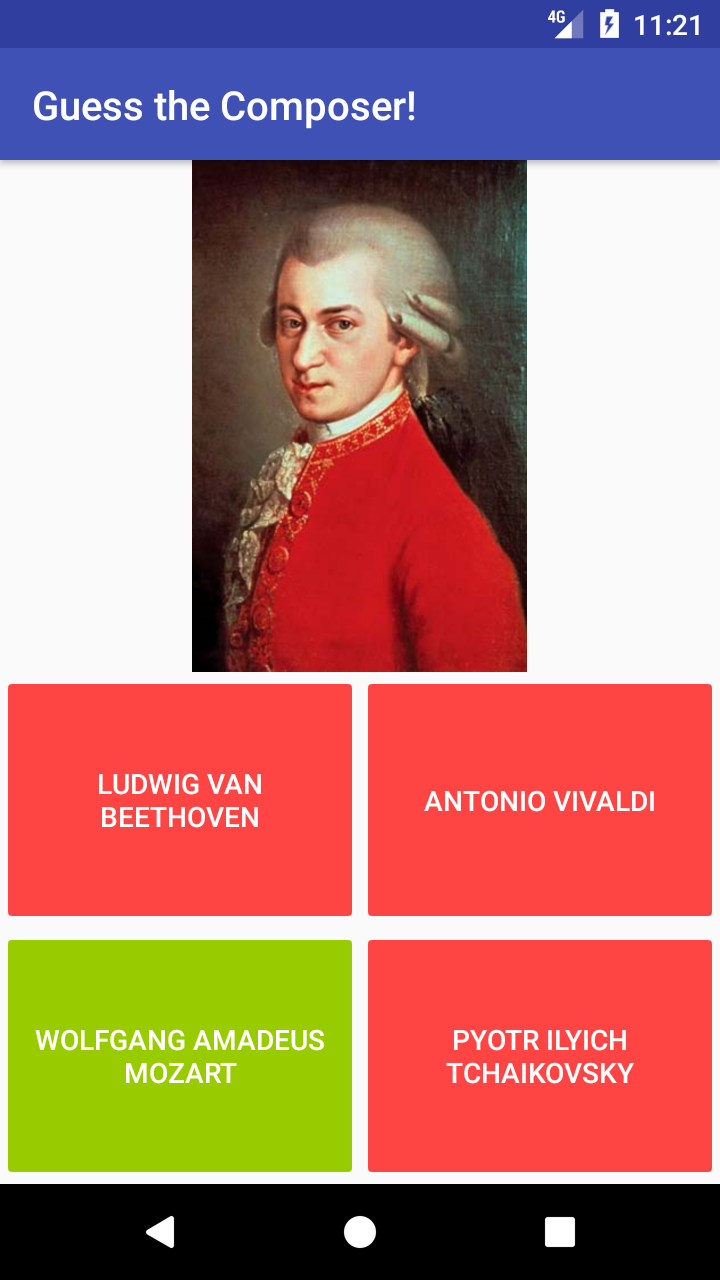 4G 11:21
Guess the Composer!
LUDWIG VAN
BEETHOVEN
ANTONIO VIVALDI
WOLFGANG AMADEUS
MOZART
PYOTR ILYICH
TCHAIKOVSKY